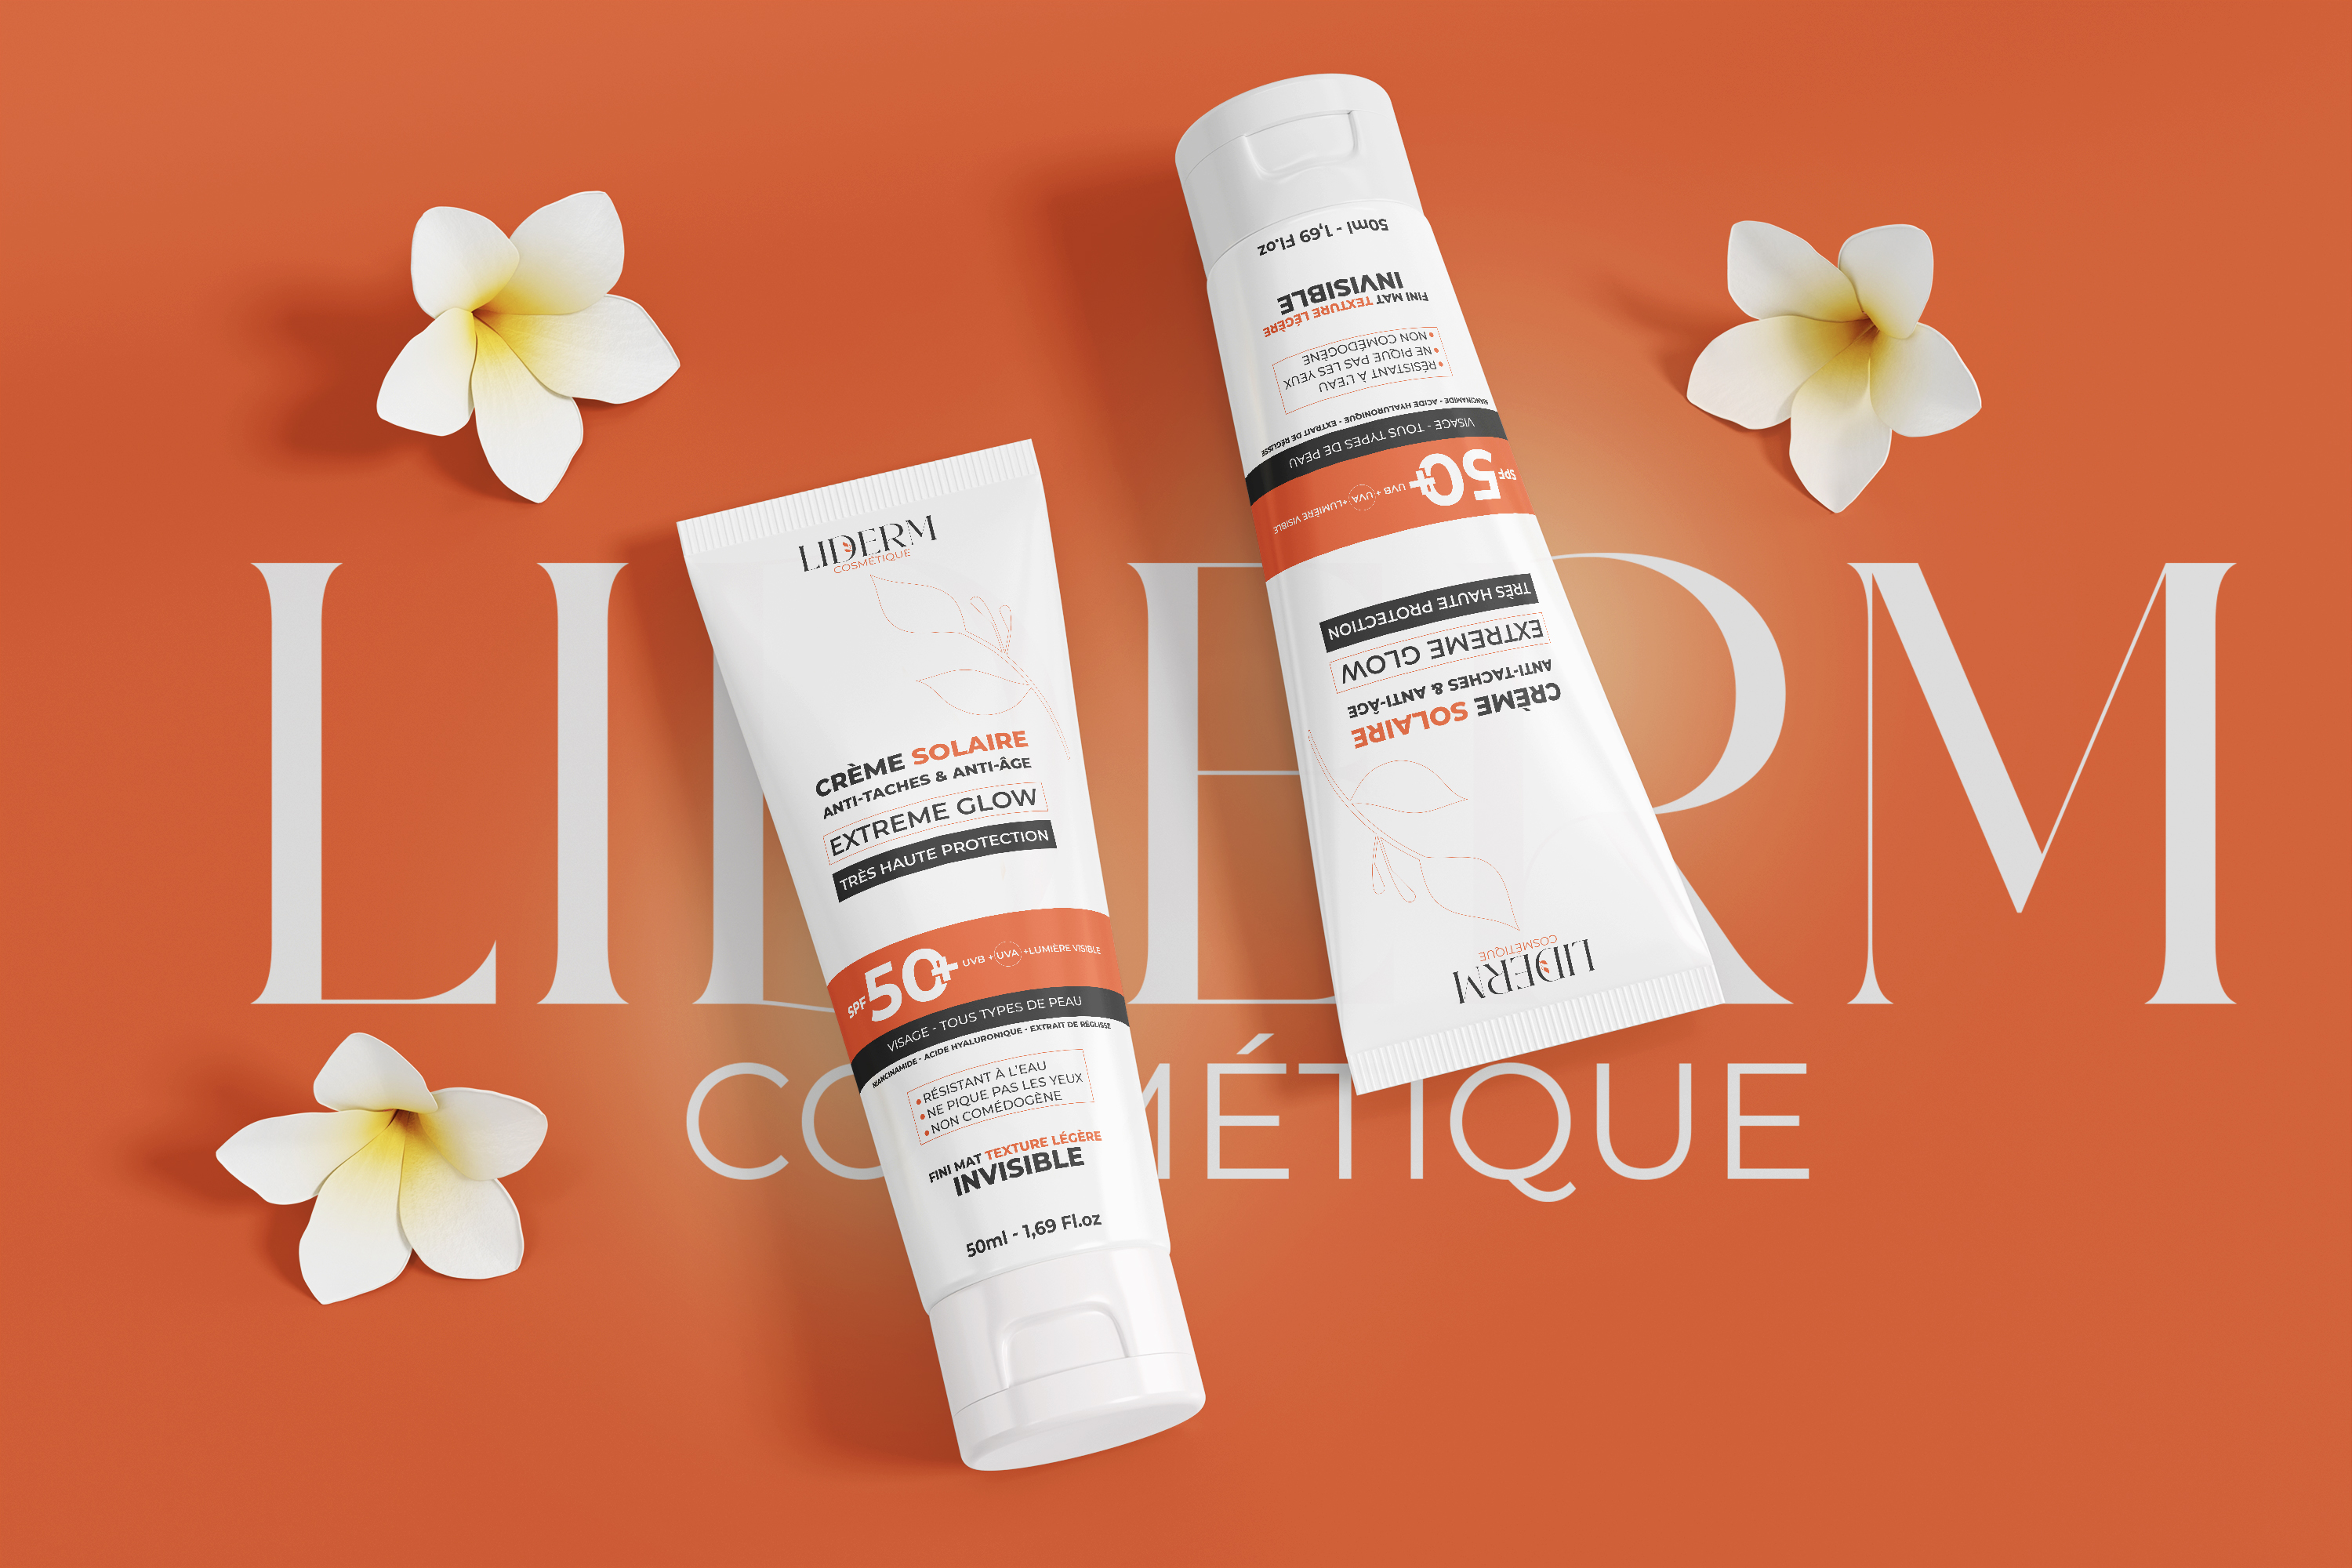 LIDERM
COSMÉTIQUE
LIDERM
COSMÉTIQUE
CRÈME SOLAIRE
ANTI-TACHES & ANTI-ÂGE
EXTREME GLOW
TRÈS HAUTE PROTECTION
SPF 50+ UVB + UVA +LUMIÈRE VISIBLE
VISAGE - TOUS TYPES DE PEAU
NIACINAMIDE - ACIDE HYALURONIQUE - EXTRAIT DE RÉGLISSE
• RÉSISTANT À L'EAU
• NE PIQUE PAS LES YEUX
• NON COMÉDOGÈNE
FINI MAT TEXTURE LÉGÈRE
INVISIBLE
50ml - 1,69 Fl.oz
LIDERM
COSMÉTIQUE
CRÈME SOLAIRE
ANTI-TACHES & ANTI-ÂGE
EXTREME GLOW
TRÈS HAUTE PROTECTION
SPF 50+ UVB + UVA +LUMIÈRE VISIBLE
VISAGE - TOUS TYPES DE PEAU
NIACINAMIDE - ACIDE HYALURONIQUE - EXTRAIT DE RÉGLISSE
• RÉSISTANT À L'EAU
• NE PIQUE PAS LES YEUX
• NON COMÉDOGÈNE
FINI MAT TEXTURE LÉGÈRE
INVISIBLE
50ml - 1,69 Fl.oz